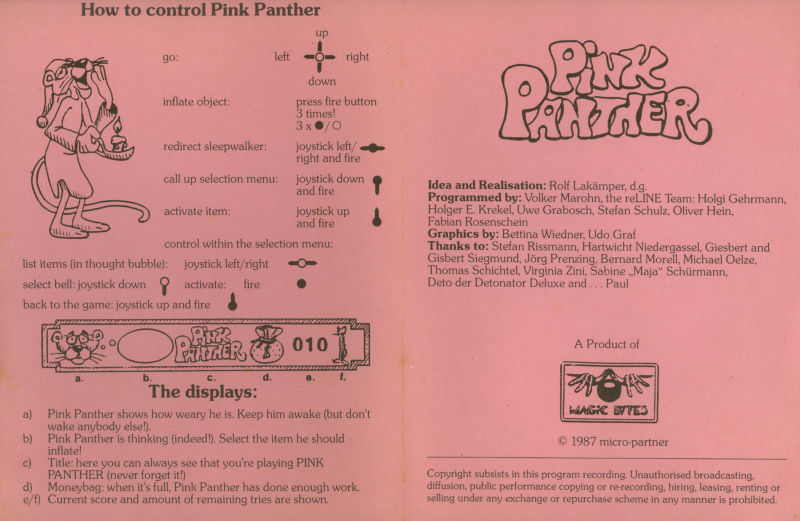 How to control Pink Panther
up
go: left right
down
inflate object: press fire button
3 times!
3 x ●/○
redirect sleepwalker: joystick left/
right and fire
call up selection menu: joystick down
and fire
activate item: joystick up
and fire
control within the selection menu:
list items (in thought bubble): joystick left/right
select bell: joystick down activate: fire
back to the game: joystick up and fire
PINK
PANTHER
010
a. b. c. d. e. f.
The displays:
a) Pink Panther shows how weary he is. Keep him awake (but don't
wake anybody else!).
b) Pink Panther is thinking (indeed!). Select the item he should
inflate!
c) Title: here you can always see that you're playing PINK
PANTHER (never forget it!)
d) Moneybag: when it's full, Pink Panther has done enough work.
e/f) Current score and amount of remaining tries are shown.
PiNK
PANTHER
Idea and Realisation: Rolf Lakämper, d.g.
Programmed by: Volker Marohn, the reLINE Team: Holgi Gehrmann,
Holger E. Krekel, Uwe Grabosch, Stefan Schulz, Oliver Hein,
Fabian Rosenschein
Graphics by: Bettina Wiedner, Udo Graf
Thanks to: Stefan Rissmann, Hartwicht Niedergassel, Giesbert and
Gisbert Siegmund, Jörg Prenzing, Bernard Morell, Michael Oelze,
Thomas Schichtel, Virginia Zini, Sabine „Maja“ Schürmann,
Deto der Detonator Deluxe and . . . Paul
A Product of
MAGIC BYTES
© 1987 micro-partner
Copyright subsists in this program recording. Unauthorised broadcasting,
diffusion, public performance copying or re-recording, hiring, leasing, renting or
selling under any exchange or repurchase scheme in any manner is prohibited.